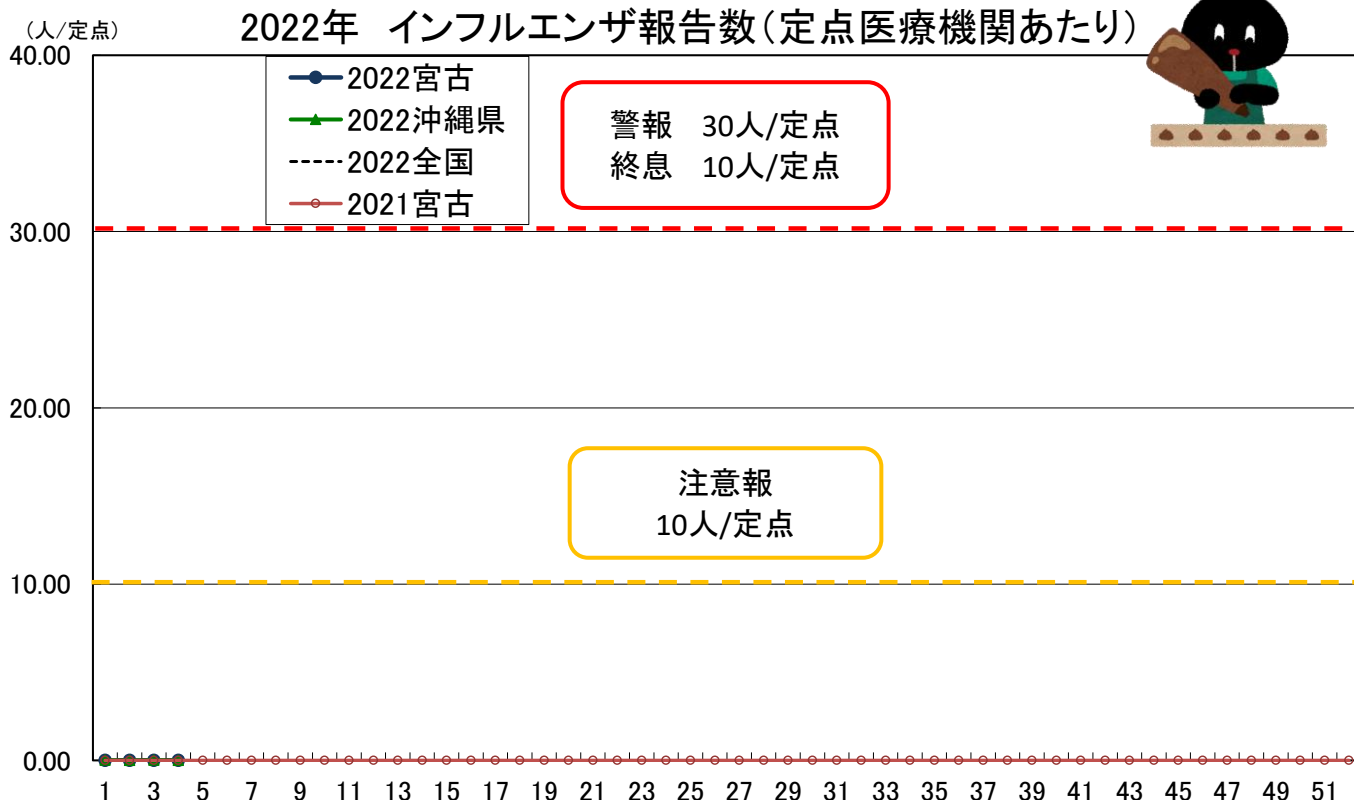 2022年　インフルエンザ報告数（定点医療機関あたり）
（人/定点）
40.00
30.00
20.00
10.00
0.00
2022宮古
2022沖縄県
2022全国
2021宮古
警報　30人/定点
終息　10人/定点
注意報
10人/定点
1 3 5 7 9 11 13 15 17 19 21 23 25 27 29 31 33 35 37 39 41 43 45 47 49 51